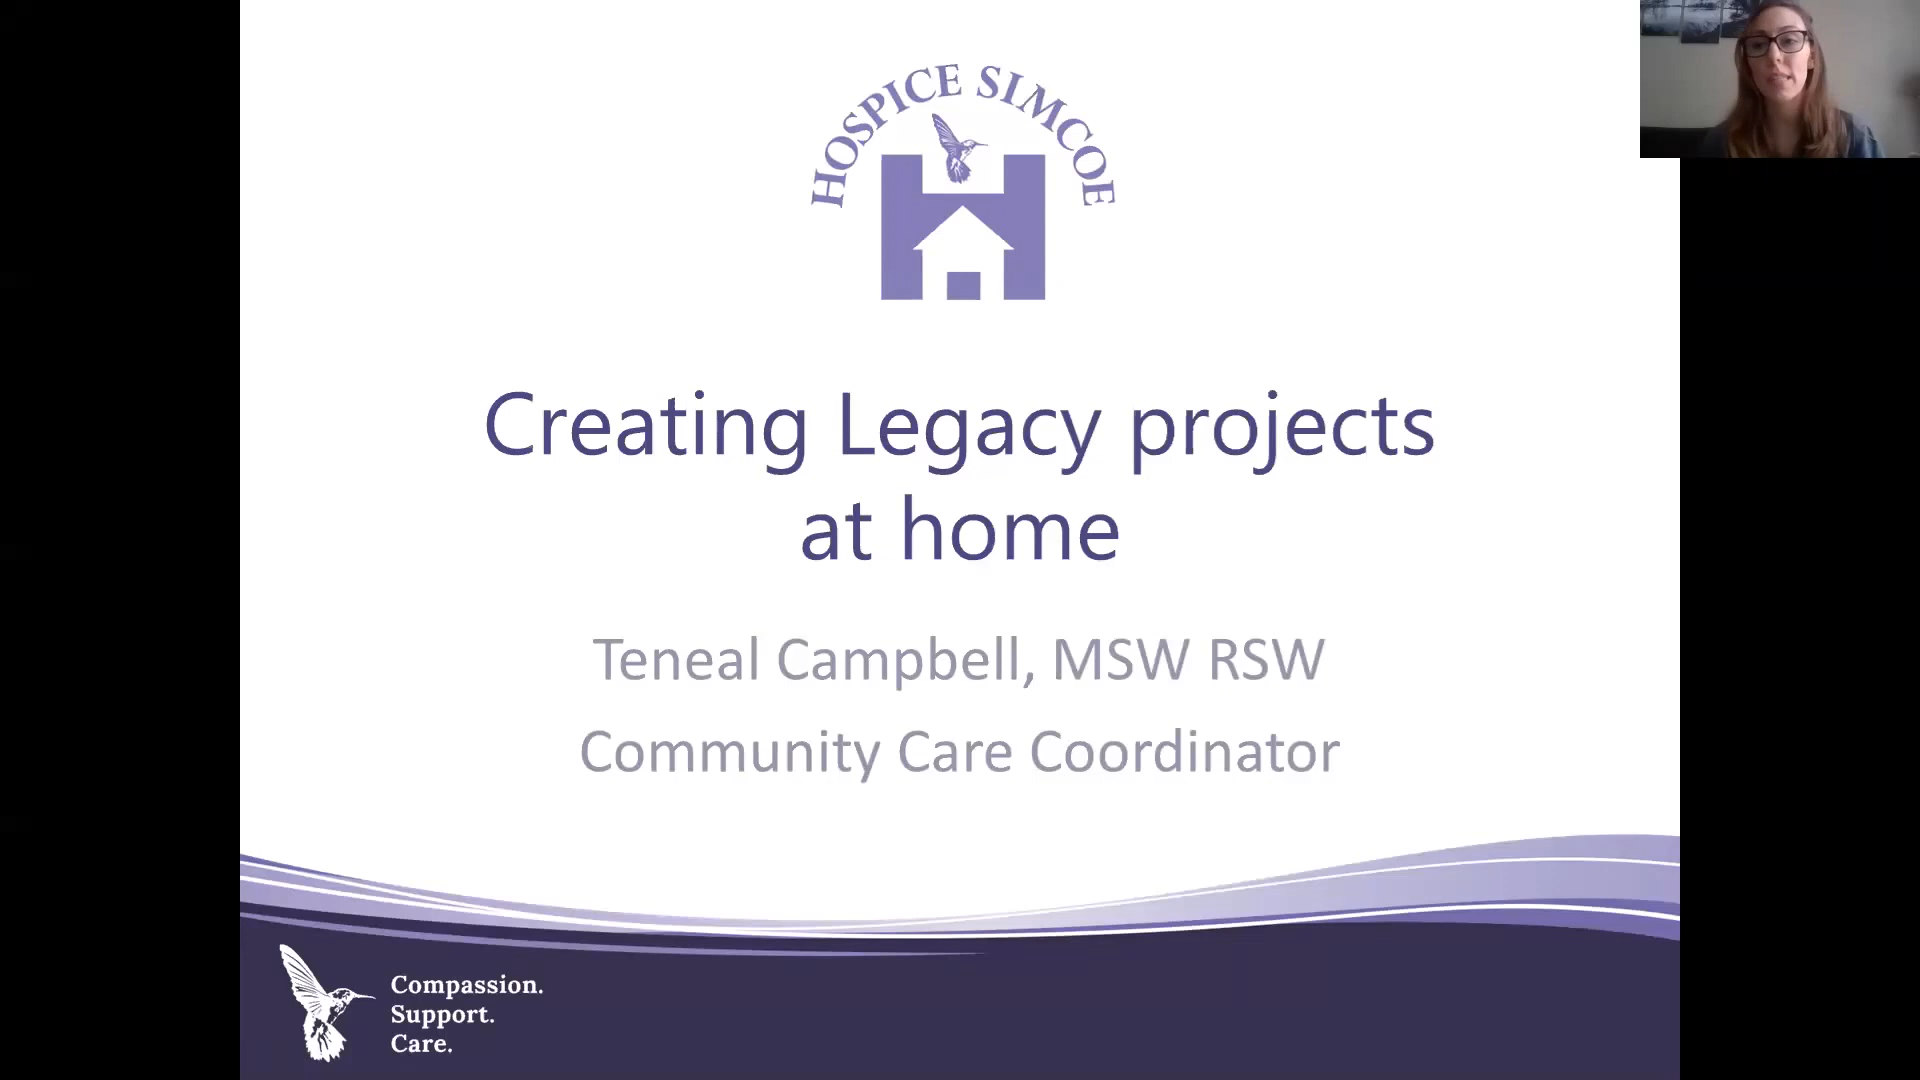 HOSPICE SIMCOE
Creating Legacy projects
at home
Teneal Campbell, MSW RSW
Community Care Coordinator
Compassion.
Support.
Care.